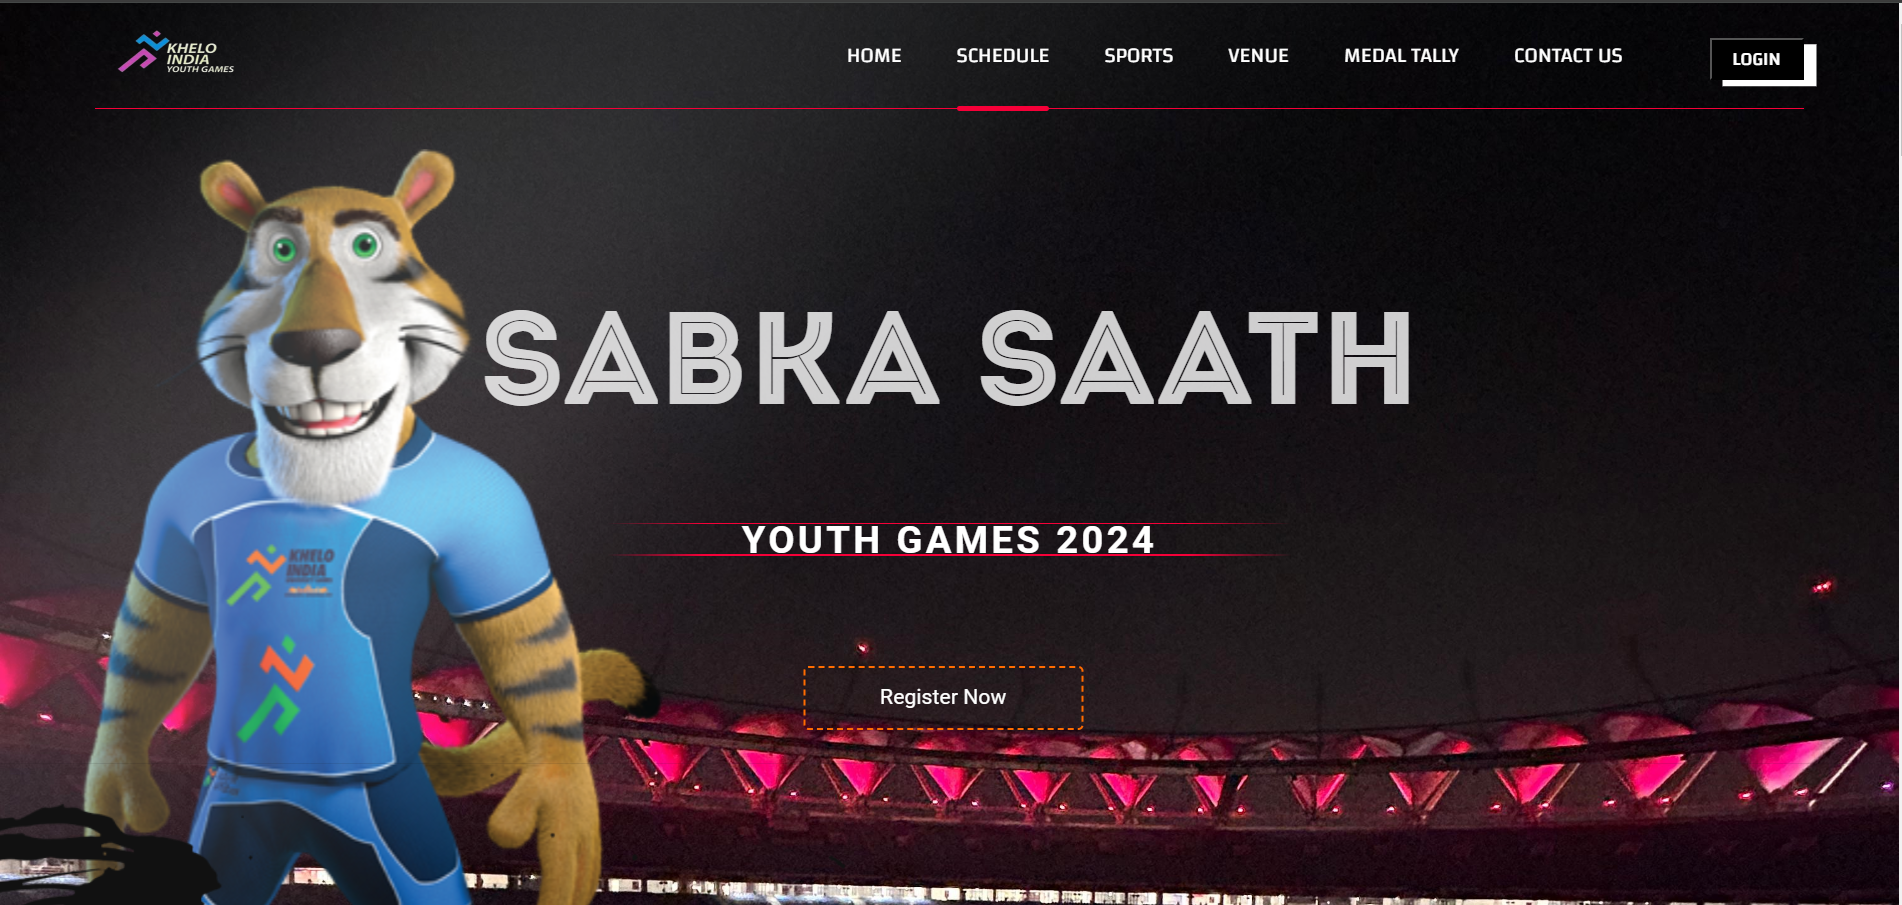 KHELO
INDIA
YOUTH GAMES
HOME SCHEDULE SPORTS VENUE MEDAL TALLY CONTACT US LOGIN
SABKA SAATH
YOUTH GAMES 2024
KHELO
INDIA
Register Now